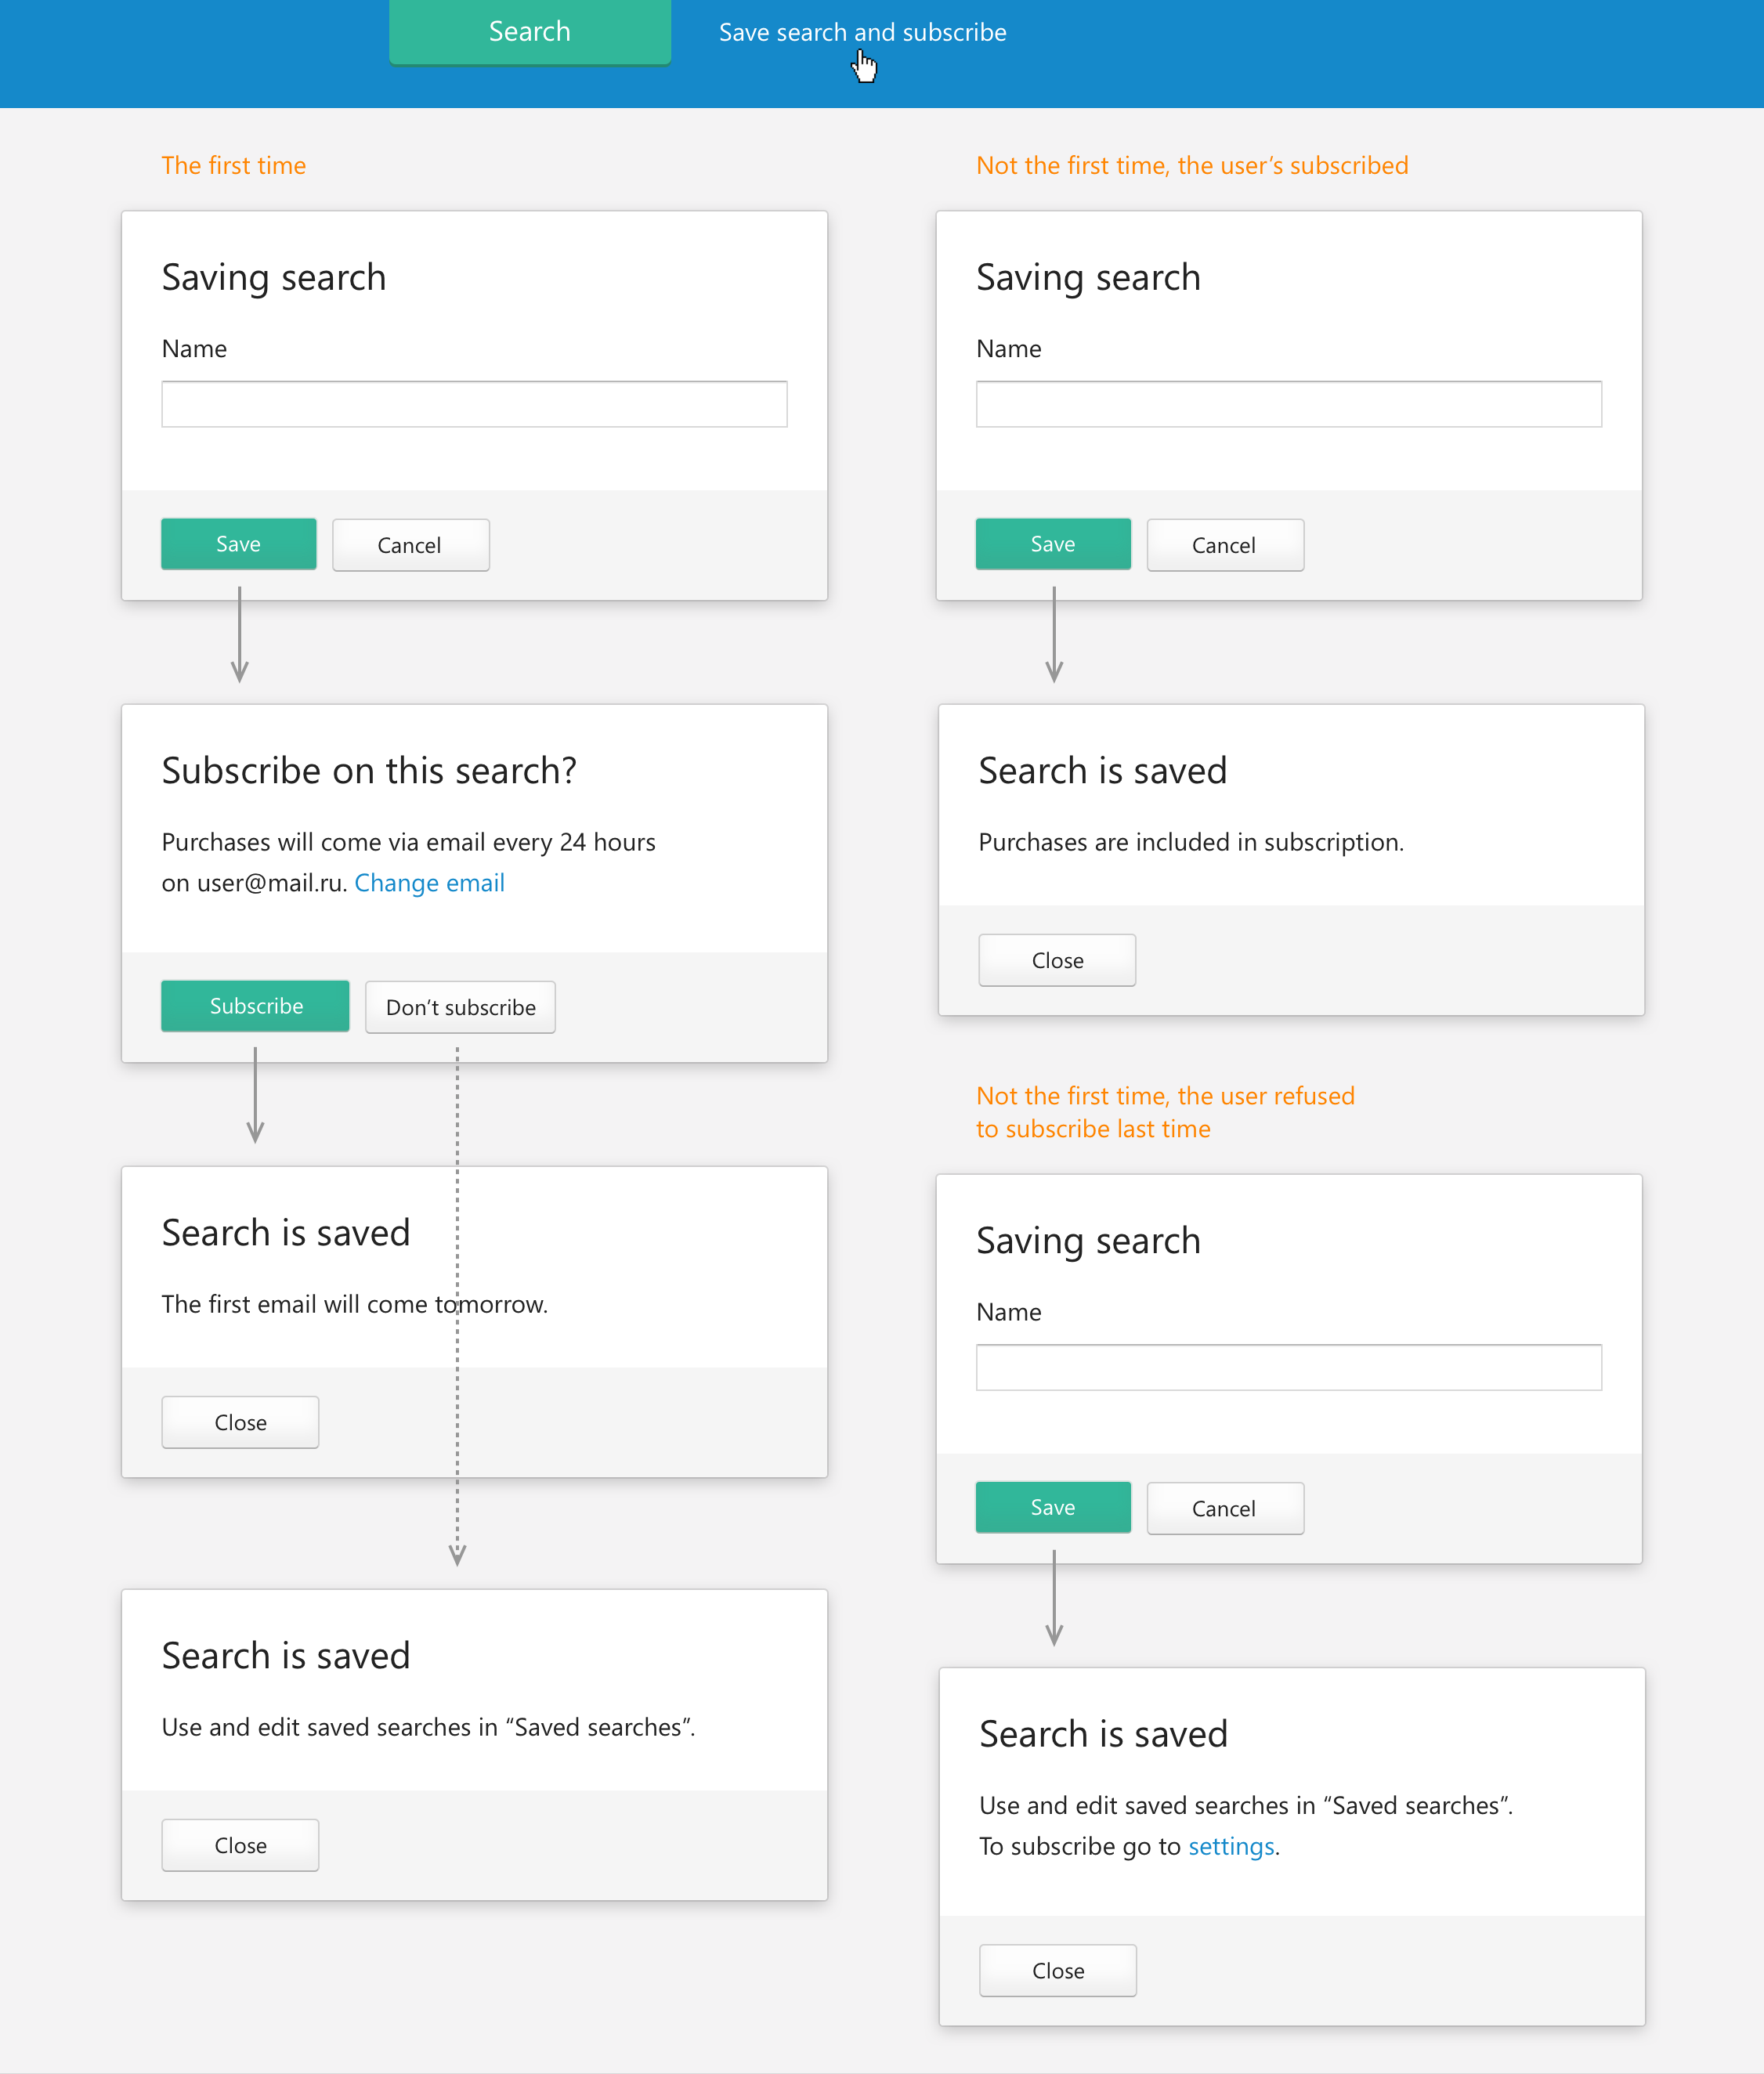 Search
Save search and subscribe
The first time
Saving search
Name
Save
Cancel
Subscribe on this search?
Purchases will come via email every 24 hours
on user@mail.ru. Change email
Subscribe
Don’t subscribe
Search is saved
The first email will come tomorrow.
Close
Search is saved
Use and edit saved searches in “Saved searches”.
Close
Not the first time, the user’s subscribed
Saving search
Name
Save
Cancel
Search is saved
Purchases are included in subscription.
Close
Not the first time, the user refused
to subscribe last time
Saving search
Name
Save
Cancel
Search is saved
Use and edit saved searches in “Saved searches”.
To subscribe go to settings.
Close